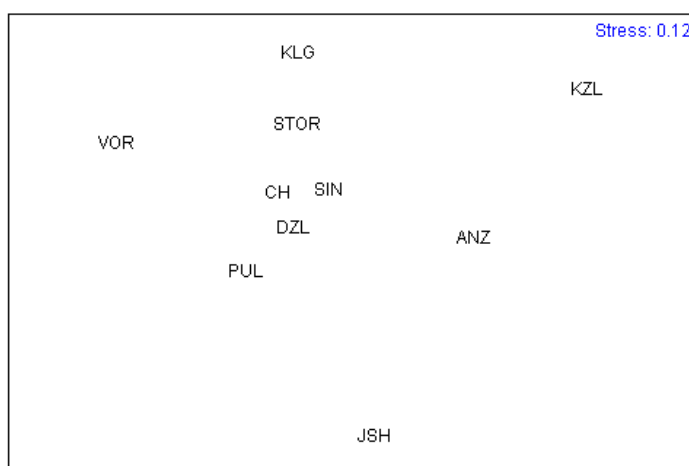 Stress: 0.12
KLG
KZL
STOR
VOR
CH
SIN
DZL
ANZ
PUL
JSH